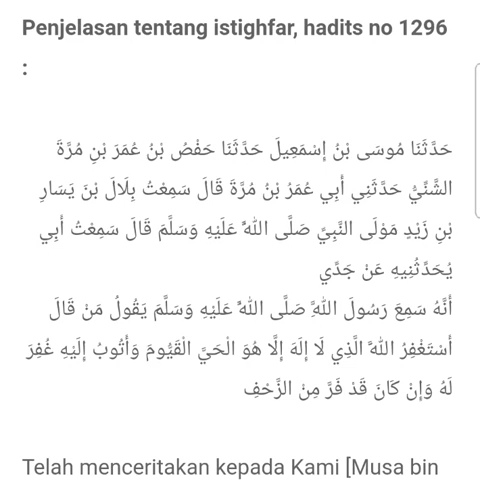 Penjelasan tentang istighfar, hadits no 1296
:
حَدَّثَنَا مُوسَى بْنُ إِسْمَعِيلَ حَدَّثَنَا حَفْصُ بْنُ عُمَرَ بْنِ مُرَّةَ
الشَّنِّيُّ حَدَّثَنِي أَبِي عُمَرُ بْنُ مُرَّةَ قَالَ سَمِعْتُ بِلَالَ بْنَ يَسَارِ
بْنِ زَيْدٍ مَوْلَى النَّبِيِّ صَلَّى اللَّهُ عَلَيْهِ وَسَلَّمَ قَالَ سَمِعْتُ أَبِي
يُحَدِّثُنِيهِ عَنْ جَدِّي
أَنَّهُ سَمِعَ رَسُولَ اللَّهِ صَلَّى اللَّهُ عَلَيْهِ وَسَلَّمَ يَقُولُ مَنْ قَالَ
أَسْتَغْفِرُ اللَّهَ الَّذِي لَا إِلَهَ إِلَّا هُوَ الْحَيَّ الْقَيُّومَ وَأَتُوبُ إِلَيْهِ غُفِرَ
لَهُ وَإِنْ كَانَ قَدْ فَرَّ مِنْ الزَّحْفِ
Telah menceritakan kepada Kami [Musa bin